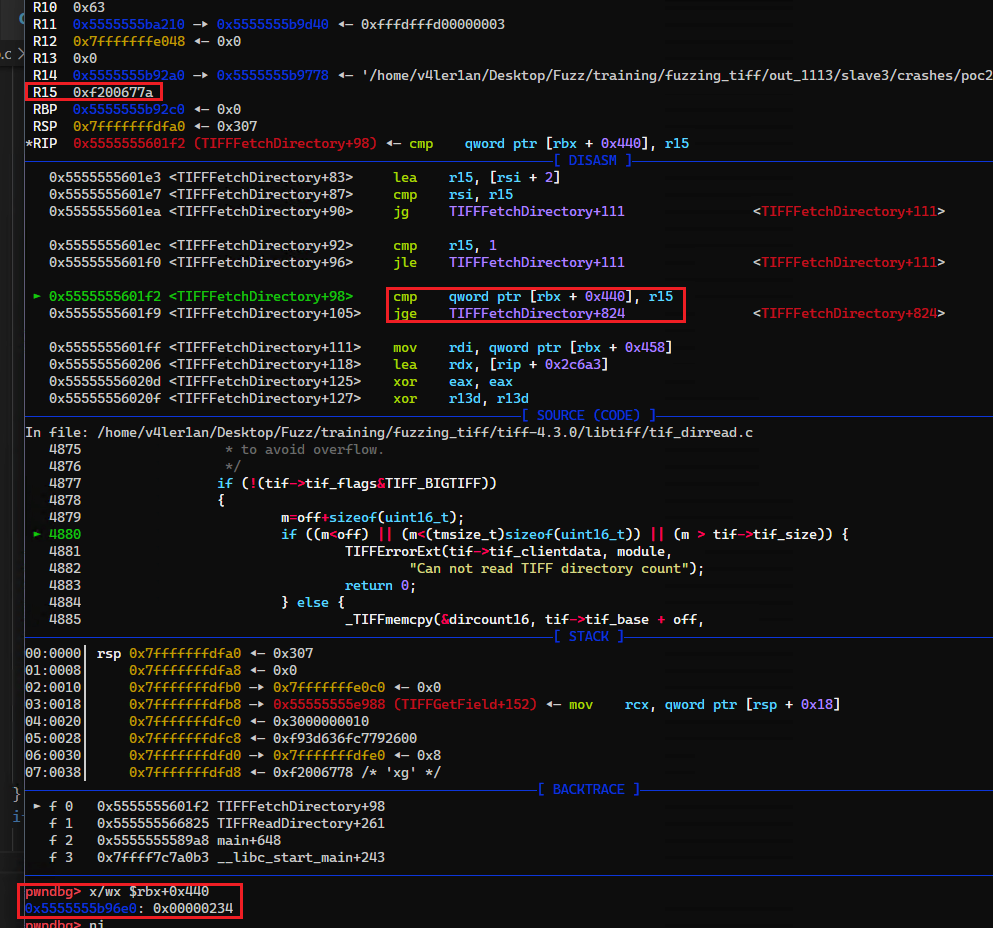 R10  0x63
R11  0x5555555ba210 —▸ 0x5555555b9d40 ◂— 0xfffdfffd00000003
R12  0x7fffffffe048 ◂— 0x0
R13  0x0
R14  0x5555555b92a0 —▸ 0x5555555b9778 ◂— '/home/v4ler1an/Desktop/Fuzz/training/fuzzing_tiff/out_1113/slave3/crashes/poc2
R15  0xf200677a
RBP  0x5555555b92c0 ◂— 0x0
RSP  0x7fffffffdfa0 ◂— 0x307
*RIP  0x5555555601f2 (TIFFFetchDirectory+98) ◂— cmp    qword ptr [rbx + 0x440], r15
[ DISASM ]
0x5555555601e3 <TIFFFetchDirectory+83>     lea    r15, [rsi + 2]
0x5555555601e7 <TIFFFetchDirectory+87>     cmp    rsi, r15
0x5555555601ea <TIFFFetchDirectory+90>     jg     TIFFFetchDirectory+111                <TIFFFetchDirectory+111>
0x5555555601ec <TIFFFetchDirectory+92>     cmp    r15, 1
0x5555555601f0 <TIFFFetchDirectory+96>     jle    TIFFFetchDirectory+111                <TIFFFetchDirectory+111>
► 0x5555555601f2 <TIFFFetchDirectory+98>     cmp    qword ptr [rbx + 0x440], r15
0x5555555601f9 <TIFFFetchDirectory+105>    jge    TIFFFetchDirectory+824                <TIFFFetchDirectory+824>
0x5555555601ff <TIFFFetchDirectory+111>    mov    rdi, qword ptr [rbx + 0x458]
0x555555560206 <TIFFFetchDirectory+118>    lea    rdx, [rip + 0x2c6a3]
0x55555556020d <TIFFFetchDirectory+125>    xor    eax, eax
0x55555556020f <TIFFFetchDirectory+127>    xor    r13d, r13d
[ SOURCE (CODE) ]
In file: /home/v4ler1an/Desktop/Fuzz/training/fuzzing_tiff/tiff-4.3.0/libtiff/tif_dirread.c
4875 * to avoid overflow.
4876 */
4877 if (!(tif->tif_flags&TIFF_BIGTIFF))
4878 {
4879 m=off+sizeof(uint16_t);
► 4880 if ((m<off) || (m<(tmsize_t)sizeof(uint16_t)) || (m > tif->tif_size)) {
4881 TIFFErrorExt(tif->tif_clientdata, module,
4882 "Can not read TIFF directory count");
4883 return 0;
4884 } else {
4885 _TIFFmemcpy(&dircount16, tif->tif_base + off,
[ STACK ]
00:0000│ rsp 0x7fffffffdfa0 ◂— 0x307
01:0008│     0x7fffffffdfa8 ◂— 0x0
02:0010│     0x7fffffffdfb0 —▸ 0x7fffffffe0c0 ◂— 0x0
03:0018│     0x7fffffffdfb8 —▸ 0x55555555e988 (TIFFGetField+152) ◂— mov    rcx, qword ptr [rsp + 0x18]
04:0020│     0x7fffffffdfc0 ◂— 0x3000000010
05:0028│     0x7fffffffdfc8 ◂— 0xf93d636fc7792600
06:0030│     0x7fffffffdfd0 —▸ 0x7fffffffdfe0 ◂— 0x8
07:0038│     0x7fffffffdfd8 ◂— 0xf2006778 /* 'xg' */
[ BACKTRACE ]
► f 0   0x5555555601f2 TIFFFetchDirectory+98
f 1   0x555555566825 TIFFReadDirectory+261
f 2   0x5555555589a8 main+648
f 3   0x7ffff7c7a0b3 __libc_start_main+243
pwndbg> x/wx $rbx+0x440
0x5555555b96e0: 0x00000234
pwndbg> ni